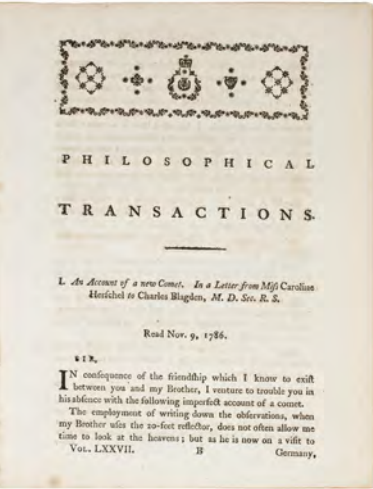 PHILOSOPHICAL
TRANSACTIONS.
I. An Account of a new Comet. In a Letter from Miſs Caroline
Herſchel to Charles Blagden, M. D. Sec. R. S.
Read Nov. 9, 1786.
SIR,
IN conſequence of the friendſhip which I know to exiſt
between you and my Brother, I venture to trouble you in
his abſence with the following imperfect account of a comet.
The employment of writing down the obſervations, when
my Brother uſes the 20-feet reflector, does not often allow me
time to look at the heavens; but as he is now on a viſit to
VOL. LXXVII. B Germany,